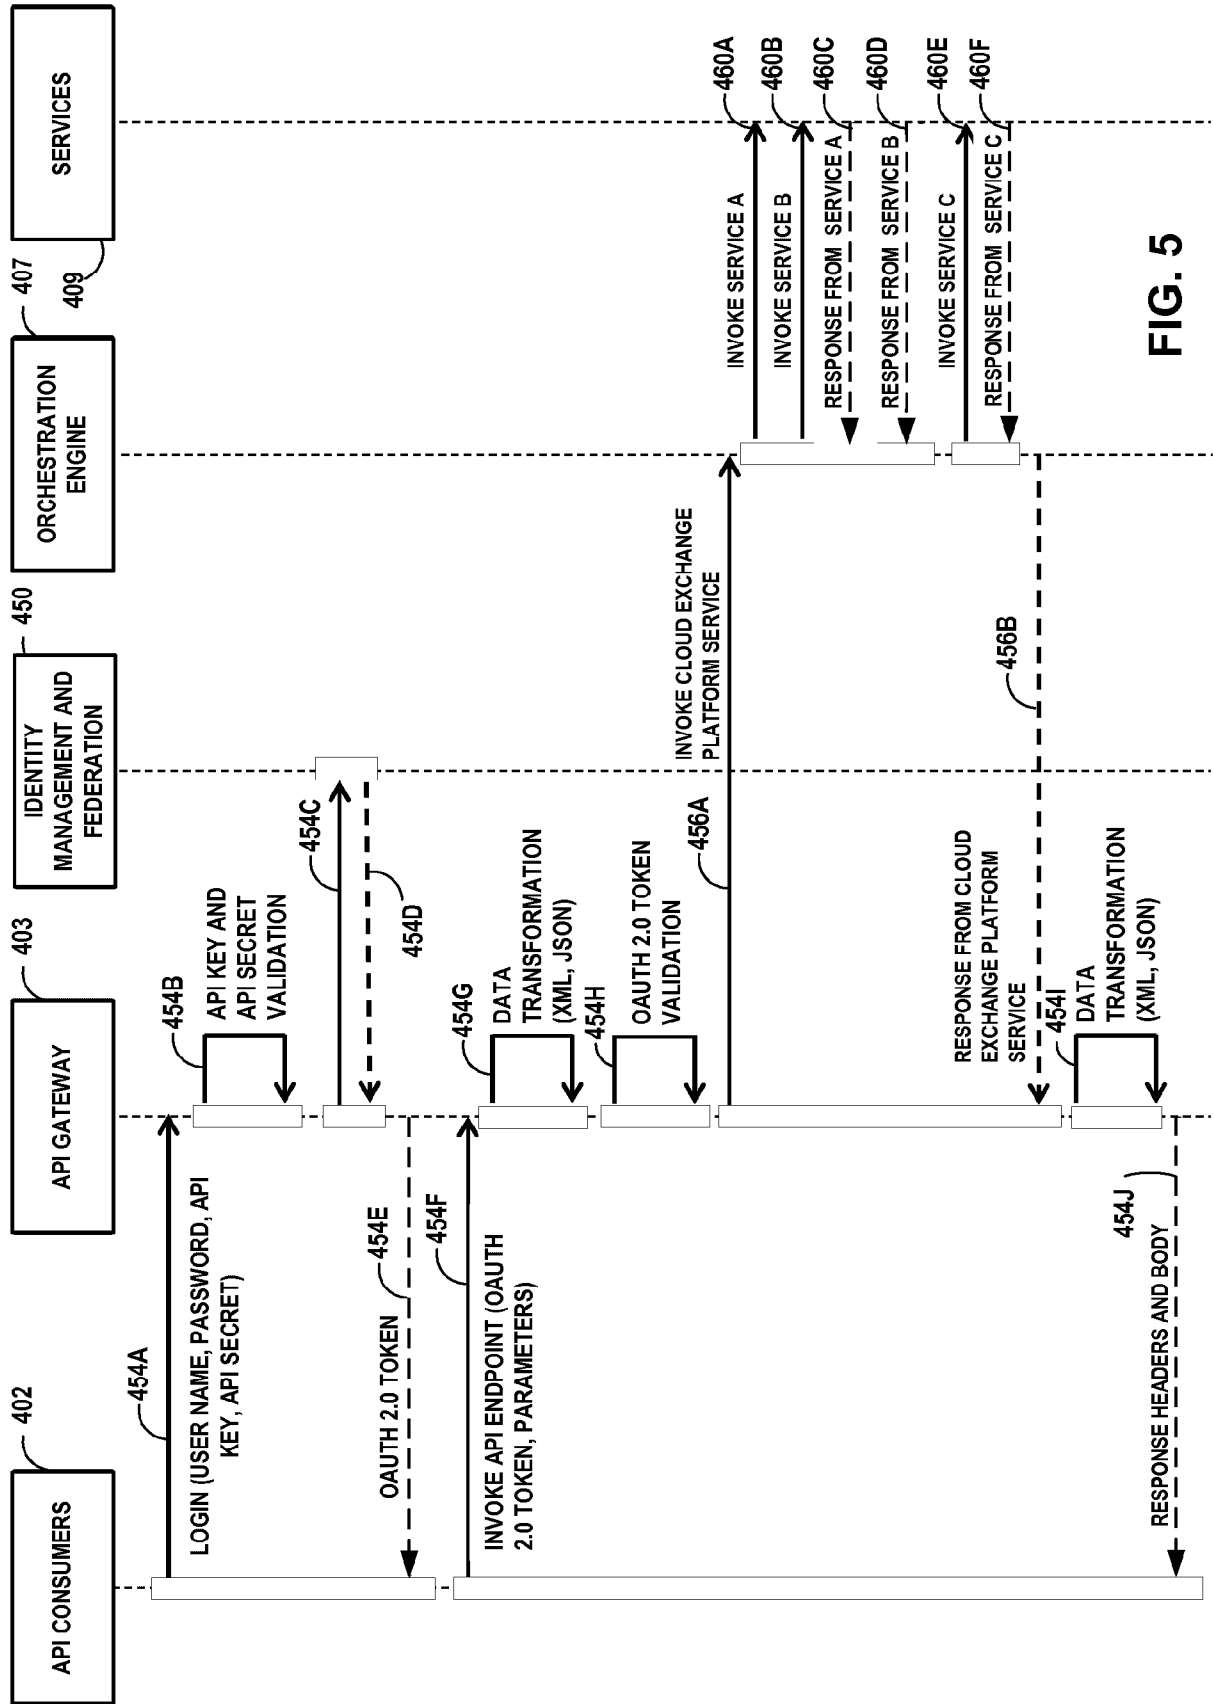 API CONSUMERS
402
API GATEWAY
403
IDENTITY
MANAGEMENT AND
FEDERATION
450
ORCHESTRATION
ENGINE
407
SERVICES
409
454A
LOGIN (USER NAME, PASSWORD, API
KEY, API SECRET)
454B
API KEY AND
API SECRET
VALIDATION
454C
454D
454E
OAUTH 2.0 TOKEN
454F
INVOKE API ENDPOINT (OAUTH
2.0 TOKEN, PARAMETERS)
454G
DATA
TRANSFORMATION
(XML, JSON)
454H
OAUTH 2.0 TOKEN
VALIDATION
456A
INVOKE CLOUD EXCHANGE
PLATFORM SERVICE
INVOKE SERVICE A
460A
INVOKE SERVICE B
460B
RESPONSE FROM SERVICE A
460C
RESPONSE FROM SERVICE B
460D
INVOKE SERVICE C
460E
RESPONSE FROM SERVICE C
460F
RESPONSE FROM CLOUD
EXCHANGE PLATFORM
SERVICE
456B
454I
DATA
TRANSFORMATION
(XML, JSON)
RESPONSE HEADERS AND BODY
454J
FIG. 5